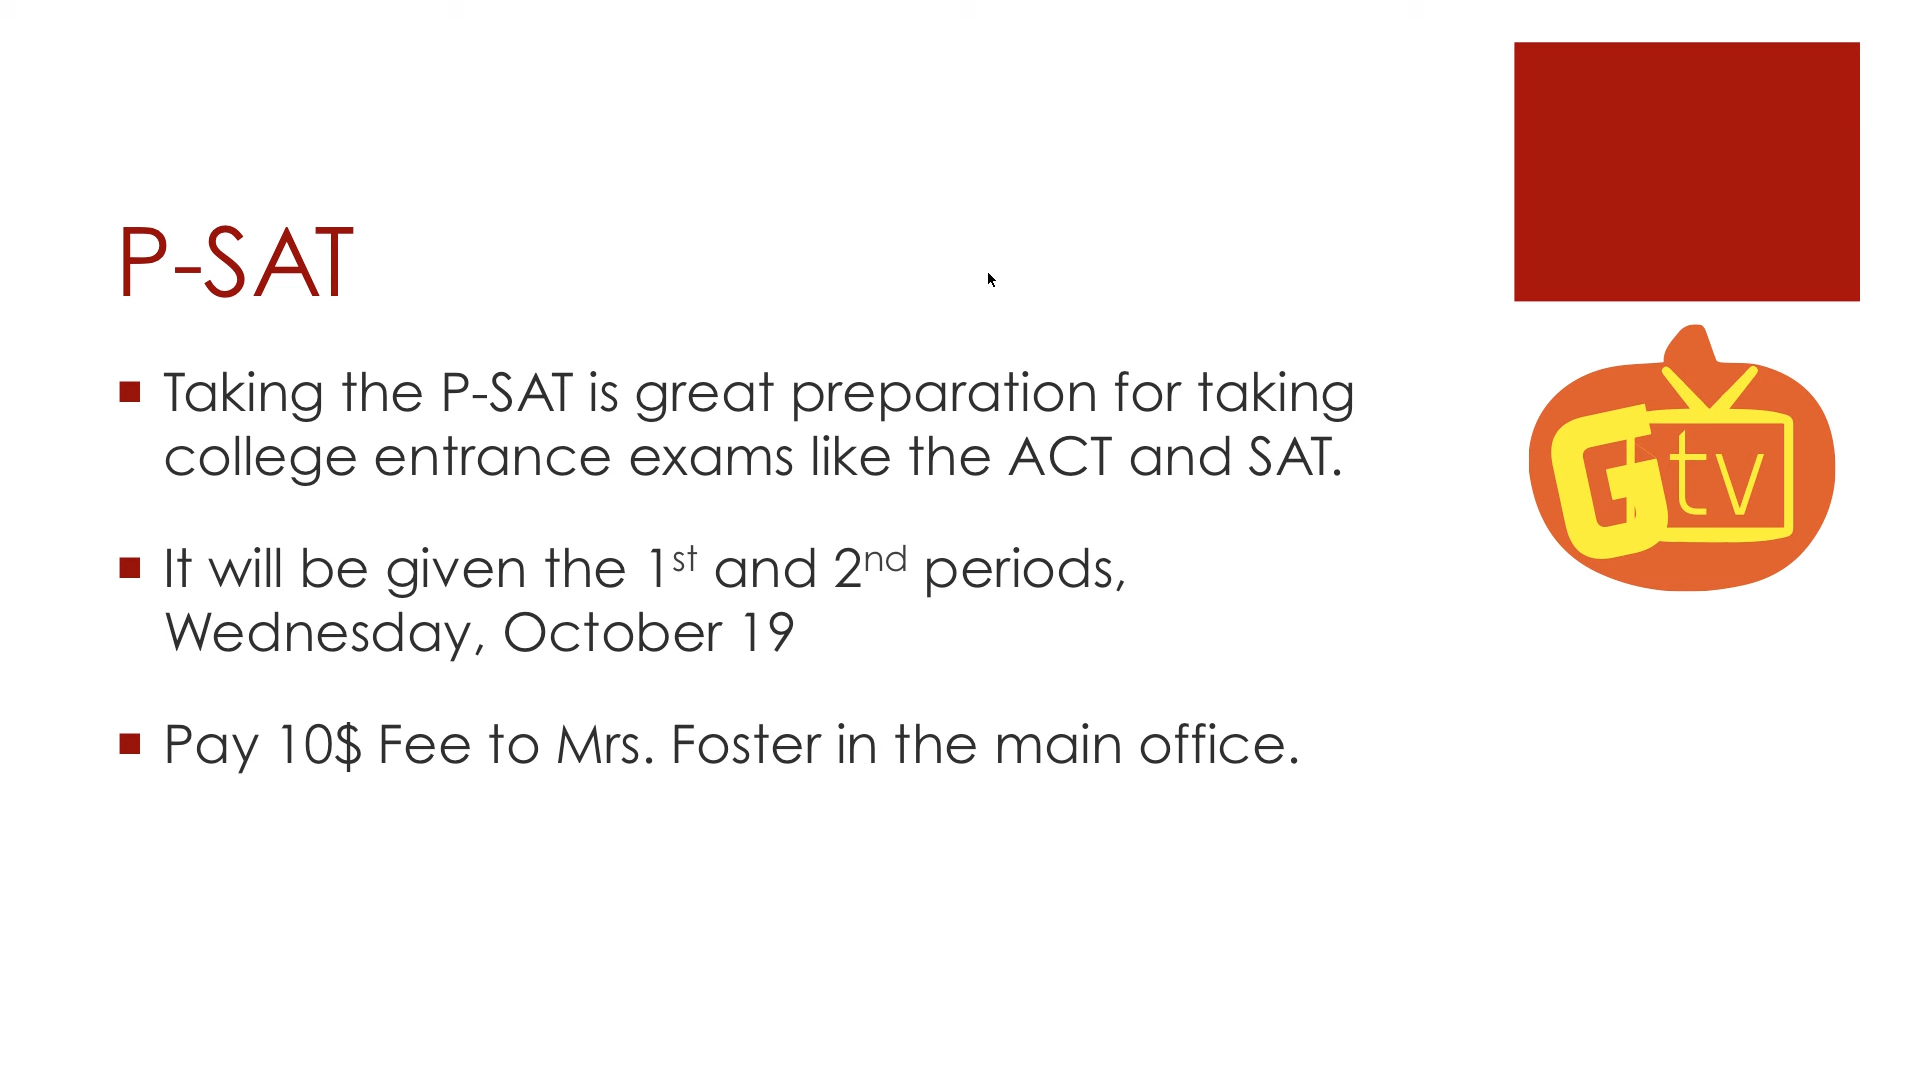 P-SAT
Taking the P-SAT is great preparation for taking
college entrance exams like the ACT and SAT.
It will be given the 1st and 2nd periods,
Wednesday, October 19
Pay 10$ Fee to Mrs. Foster in the main office.
G tv